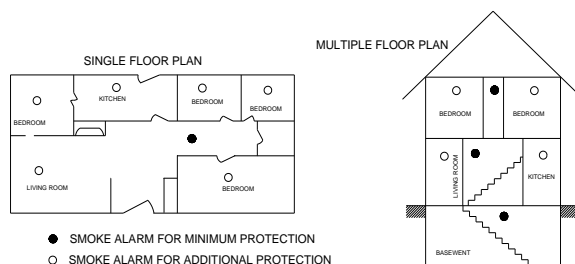 SINGLE FLOOR PLAN
BEDROOM
KITCHEN
BEDROOM
BEDROOM
LIVING ROOM
BEDROOM
MULTIPLE FLOOR PLAN
BEDROOM
BEDROOM
LIVING ROOM
KITCHEN
BASEWENT
SMOKE ALARM FOR MINIMUM PROTECTION
SMOKE ALARM FOR ADDITIONAL PROTECTION